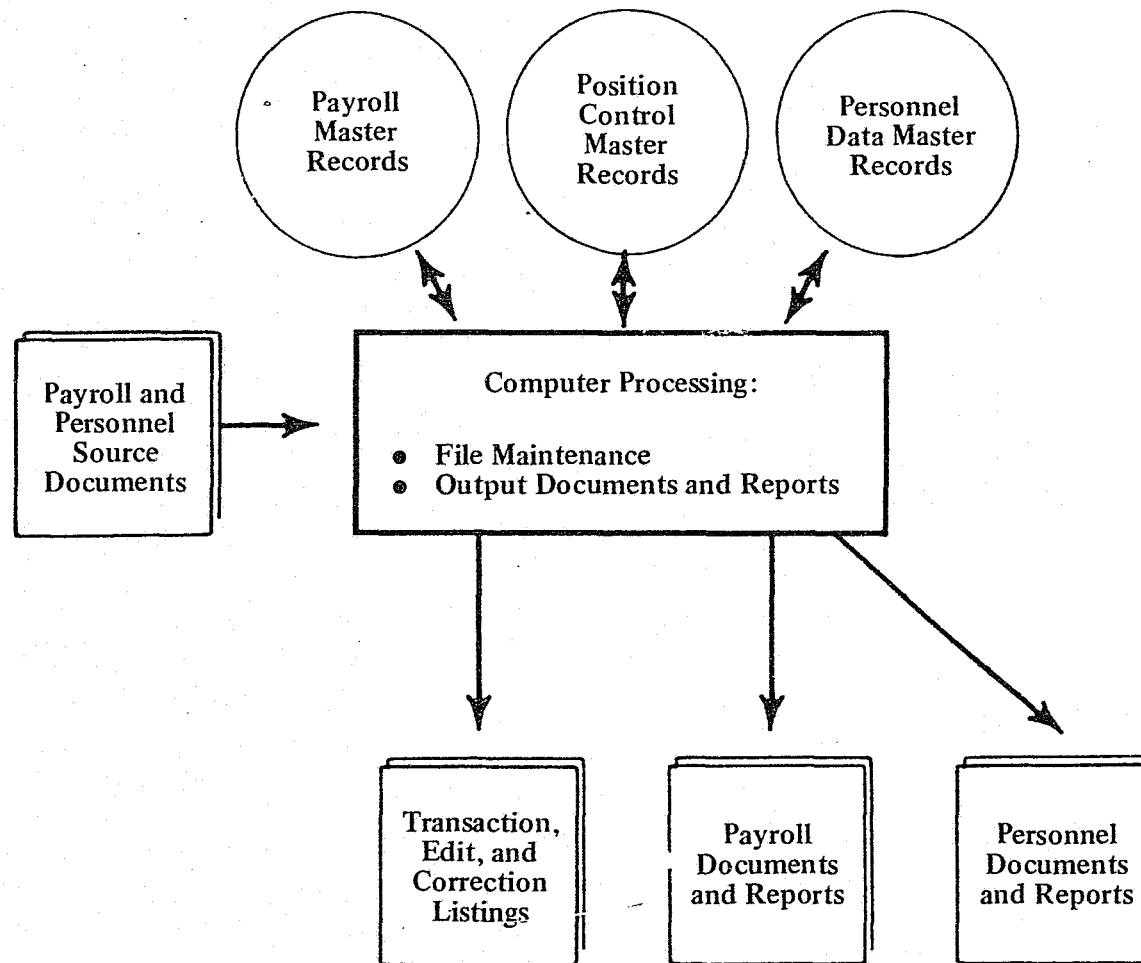 Payroll
Master
Records
Position
Control
Master
Records
Personnel
Data Master
Records
Payroll and
Personnel
Source
Documents
Computer Processing:
● File Maintenance
● Output Documents and Reports
Transaction,
Edit, and
Correction
Listings
Payroll
Documents
and Reports
Personnel
Documents
and Reports